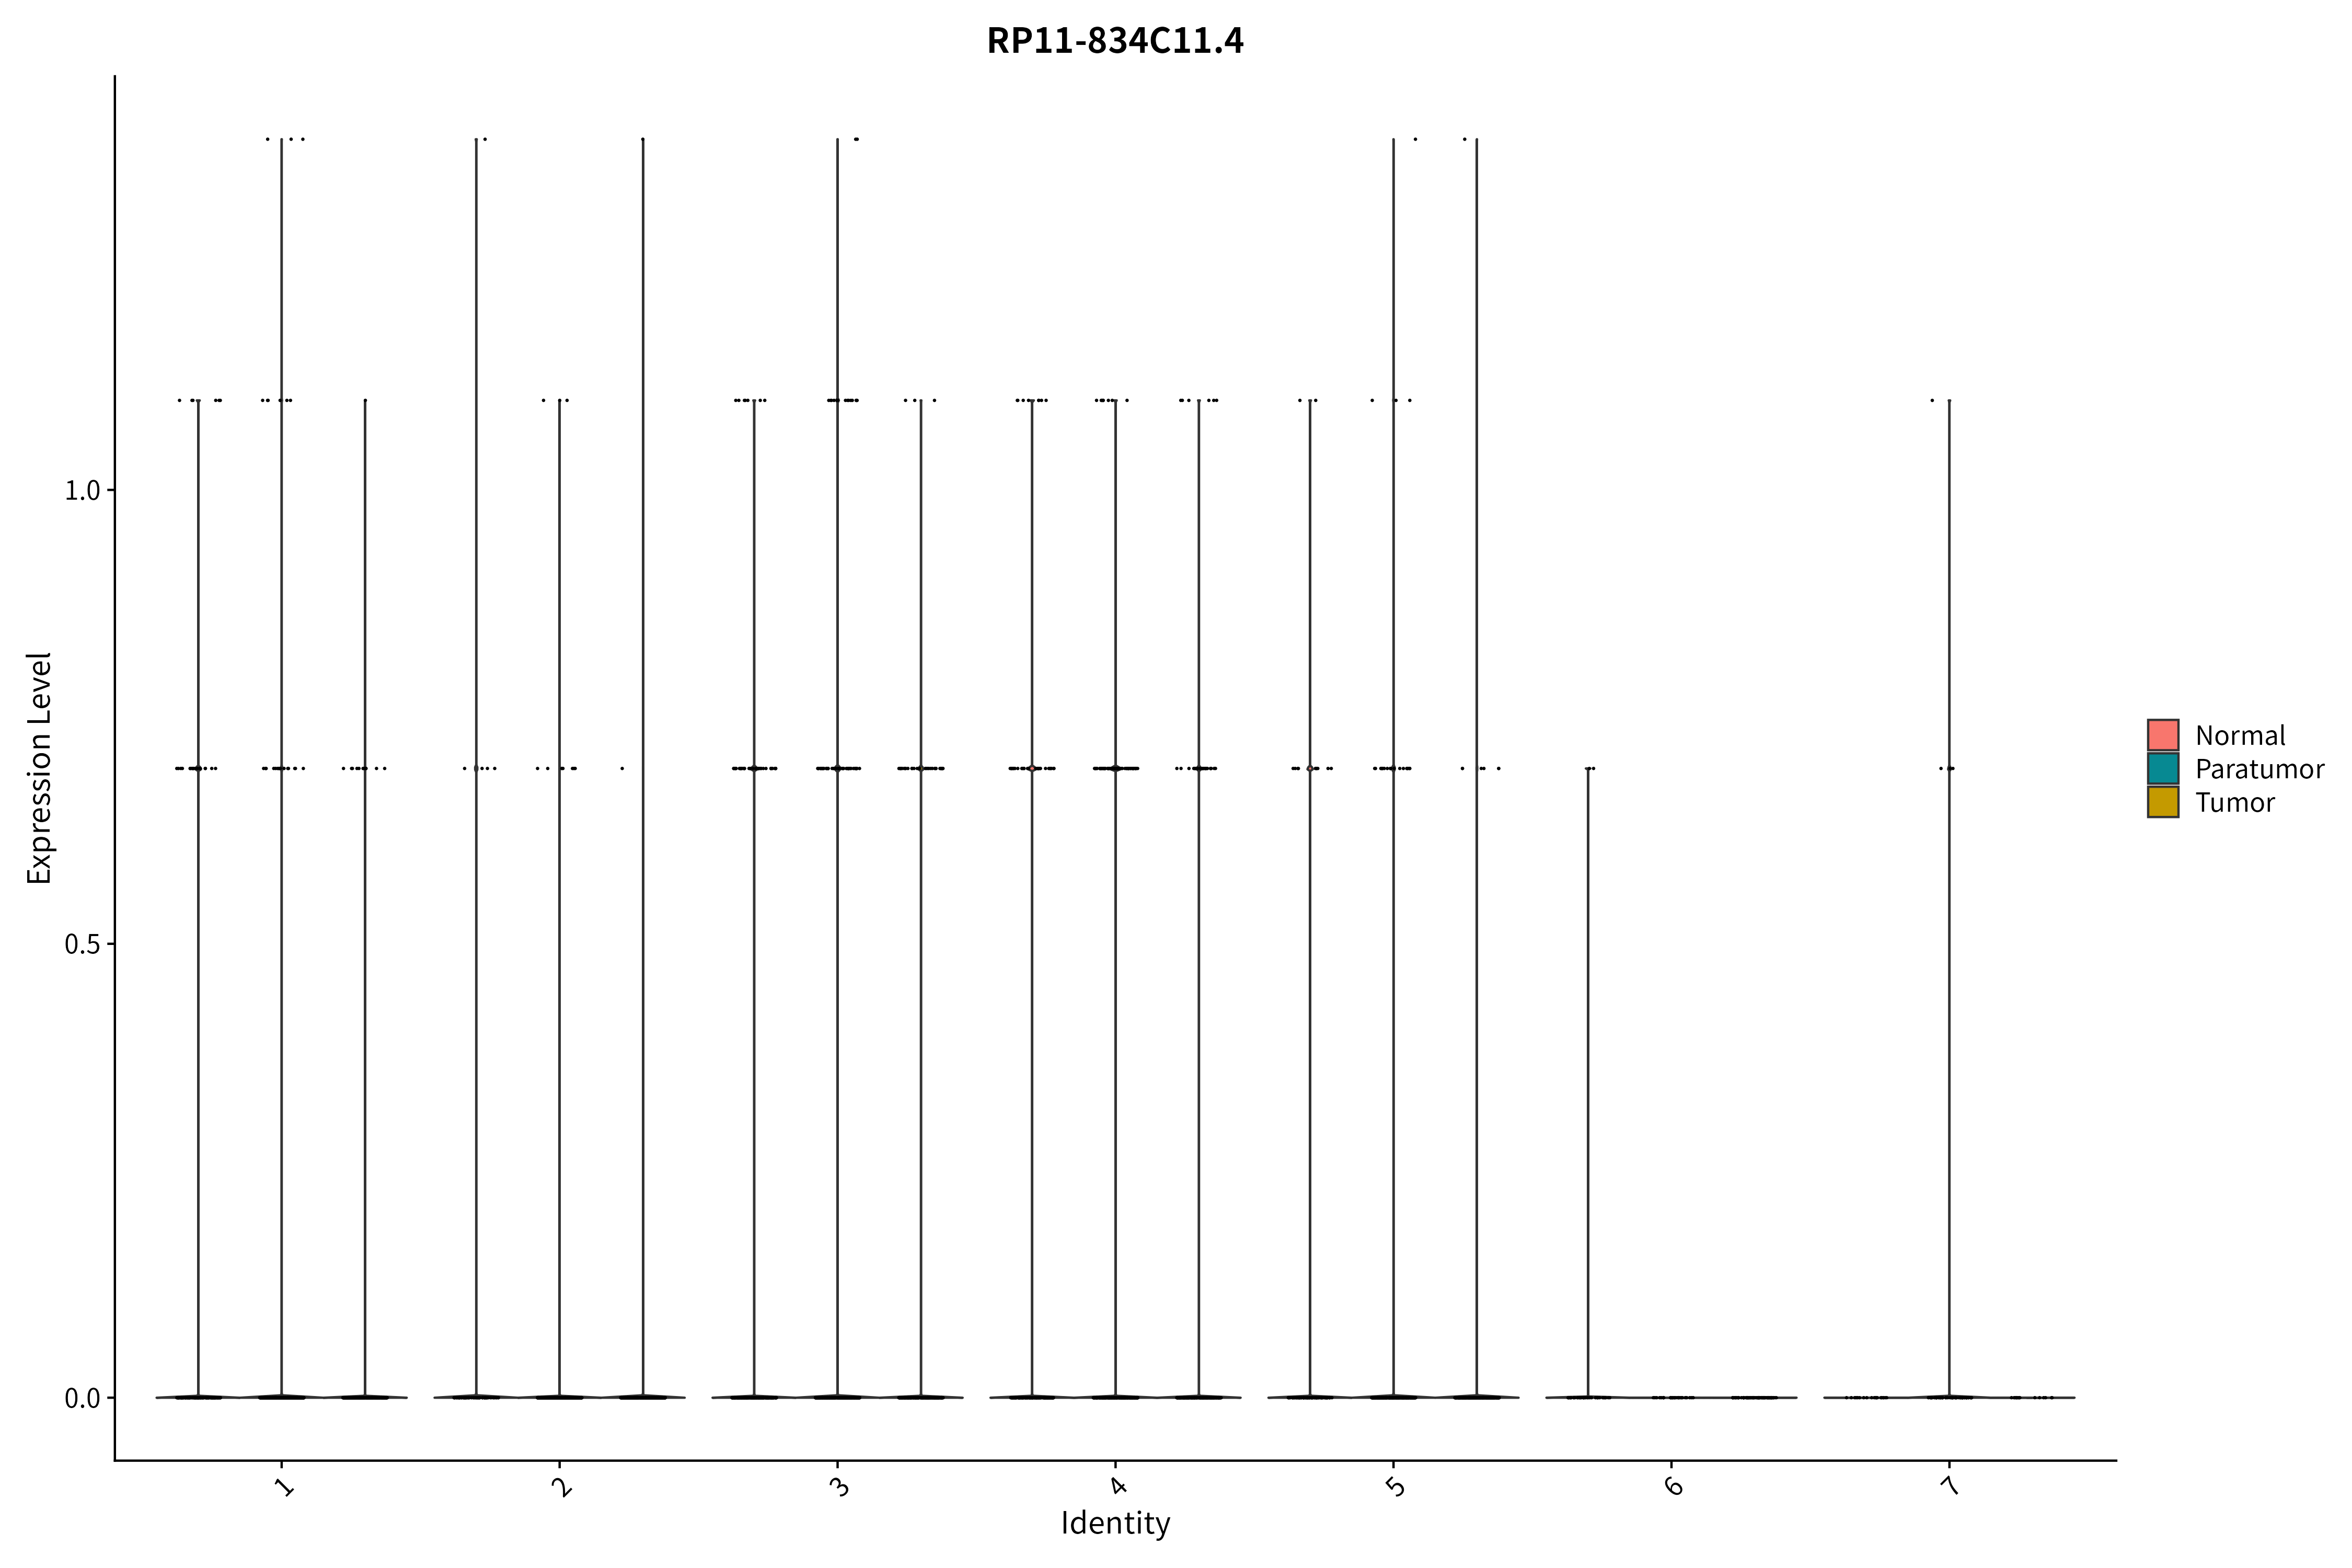 RP11-834C11.4
Expression Level
1.0
0.5
0.0
1
2
3
4
5
6
7
Identity
Normal
Paratumor
Tumor